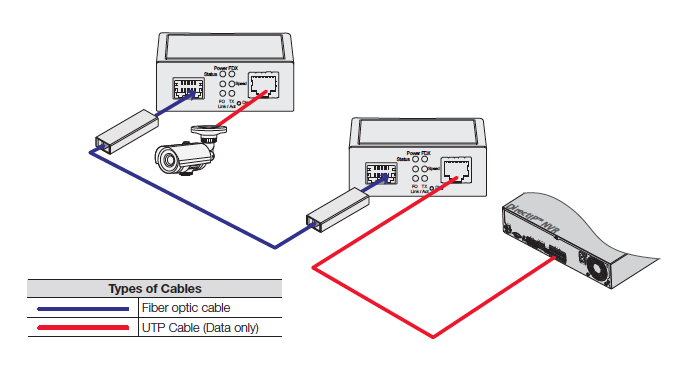 Power FDX
Status
Speed
FO TX
Link / Act
Power FDX
Status
Speed
FO TX
Link / Act
DirectIP™ NVR
Types of Cables
Fiber optic cable
UTP Cable (Data only)